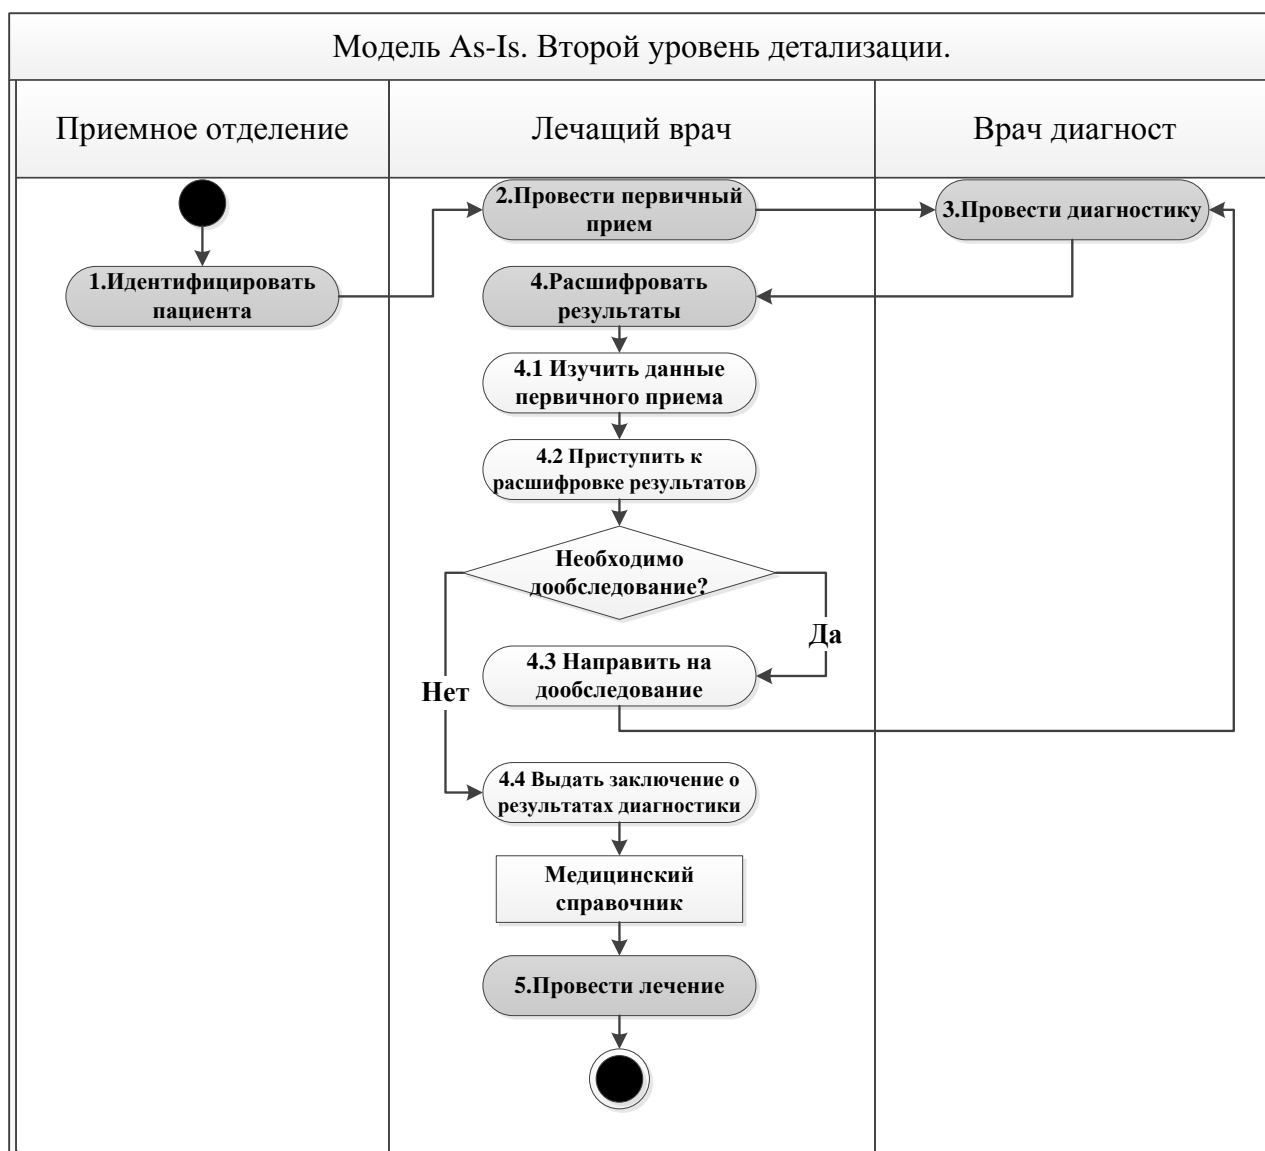 Модель As-Is. Второй уровень детализации.
Приемное отделение
Лечащий врач
Врач диагност
2.Провести первичный
прием
3.Провести диагностику
1.Идентифицировать
пациента
4.Расшифровать
результаты
4.1 Изучить данные
первичного приема
4.2 Приступить к
расшифровке результатов
Необходимо
дообследование?
Да
4.3 Направить на
дообследование
Нет
4.4 Выдать заключение о
результатах диагностики
Медицинский
справочник
5.Провести лечение